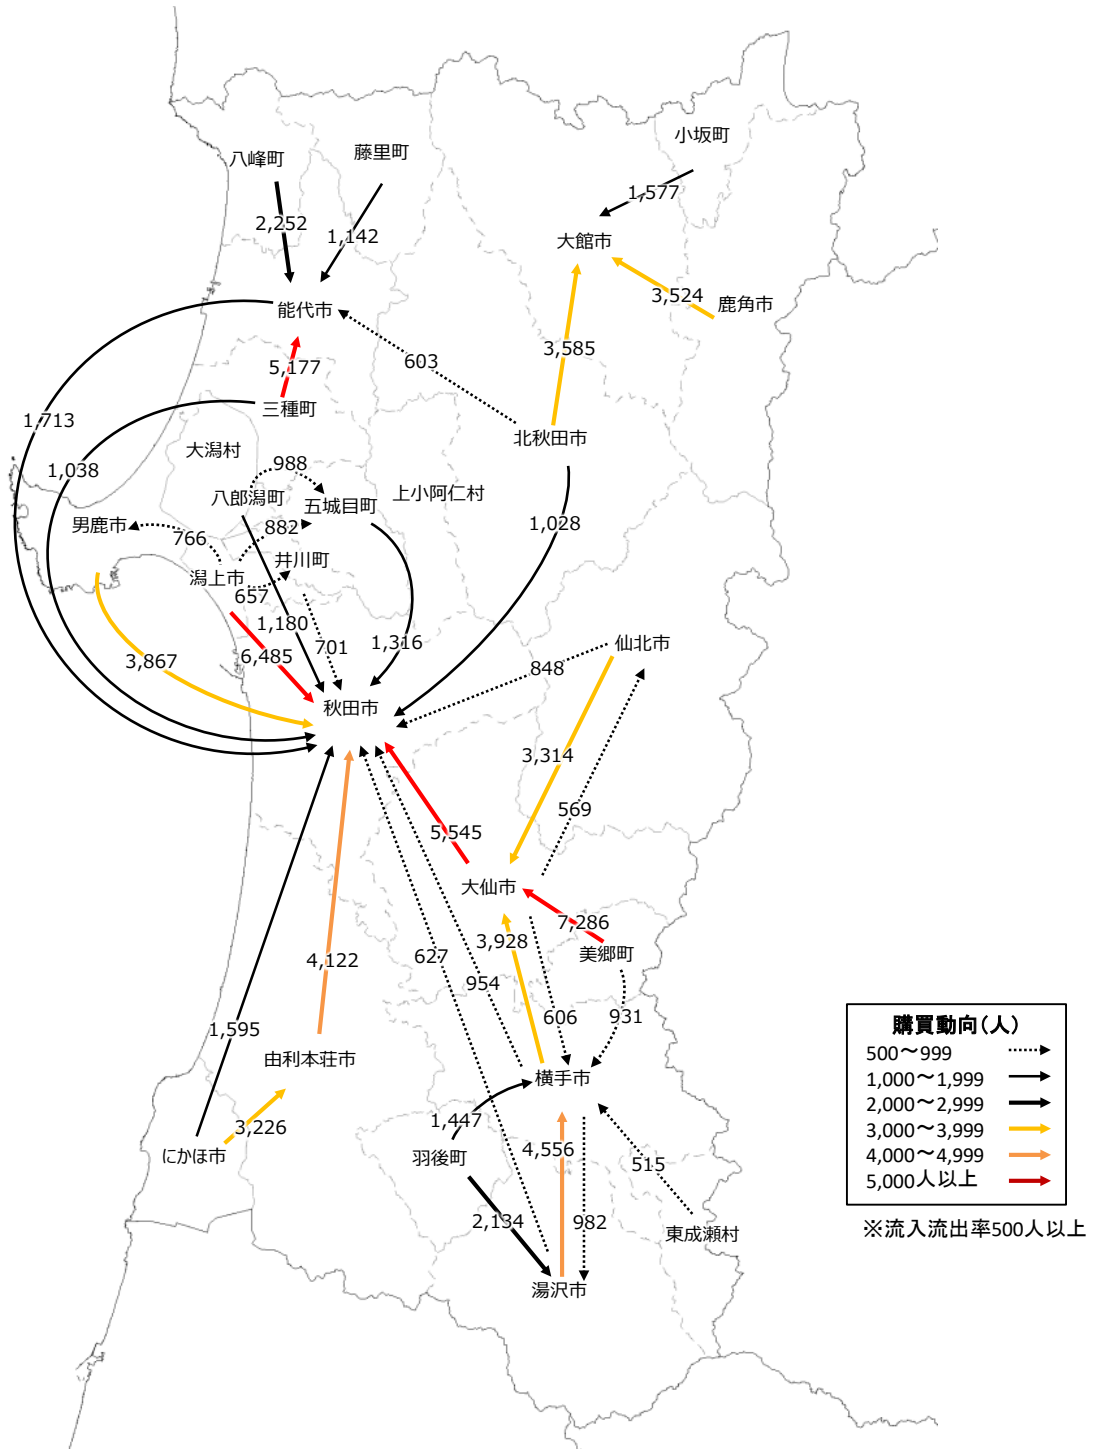 小坂町
藤里町
八峰町
1,577
2,252
1,142
大館市
3,524
鹿角市
能代市
3,585
603
5,177
三種町
1,713
北秋田市
大潟村
1,038
988
八郎潟町
五城目町
上小阿仁村
男鹿市
766
882
1,028
井川町
潟上市
657
1,180
701
1,316
6,485
3,867
仙北市
848
秋田市
3,314
569
5,545
大仙市
7,286
3,928
美郷町
627
4,122
954
606
931
1,595
由利本荘市
横手市
3,226
1,447
にかほ市
羽後町
4,556
515
2,134
982
東成瀬村
湯沢市
購買動向(人)
500～999
1,000～1,999
2,000～2,999
3,000～3,999
4,000～4,999
5,000人以上
※流入流出率500人以上